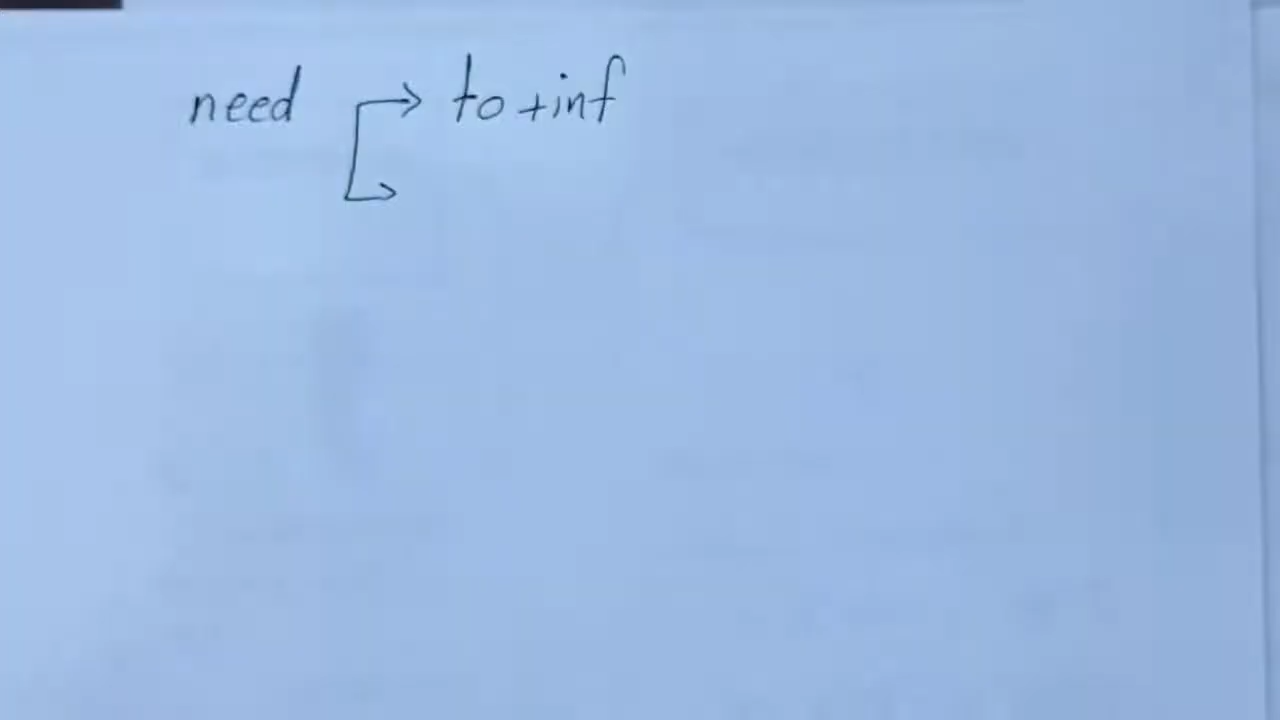 need → to+inf
→